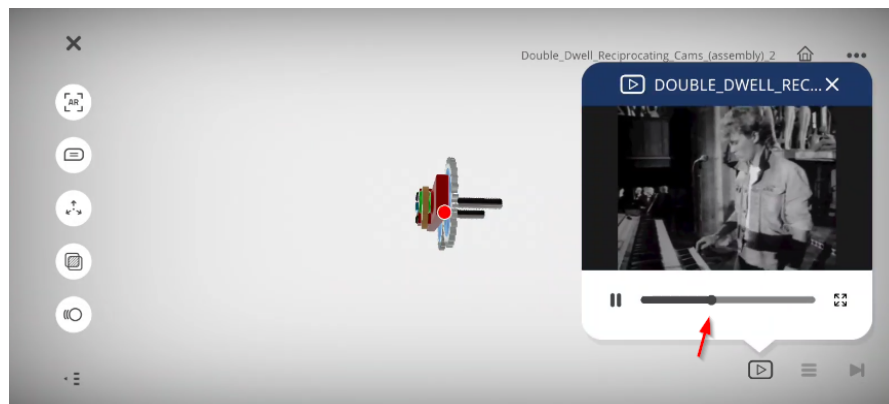 Double_Dwell_Reciprocating_Cams_(assembly)_2
DOUBLE_DWELL_REC...
AR